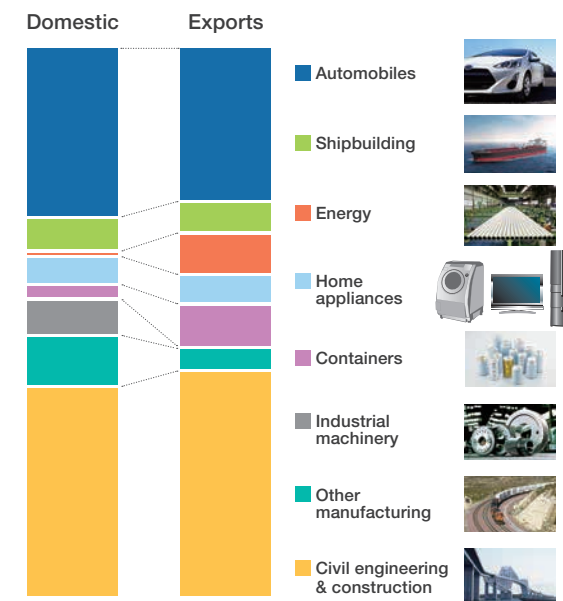 Domestic
Exports
Automobiles
Shipbuilding
Energy
Home
appliances
Containers
Industrial
machinery
Other
manufacturing
Civil engineering
& construction